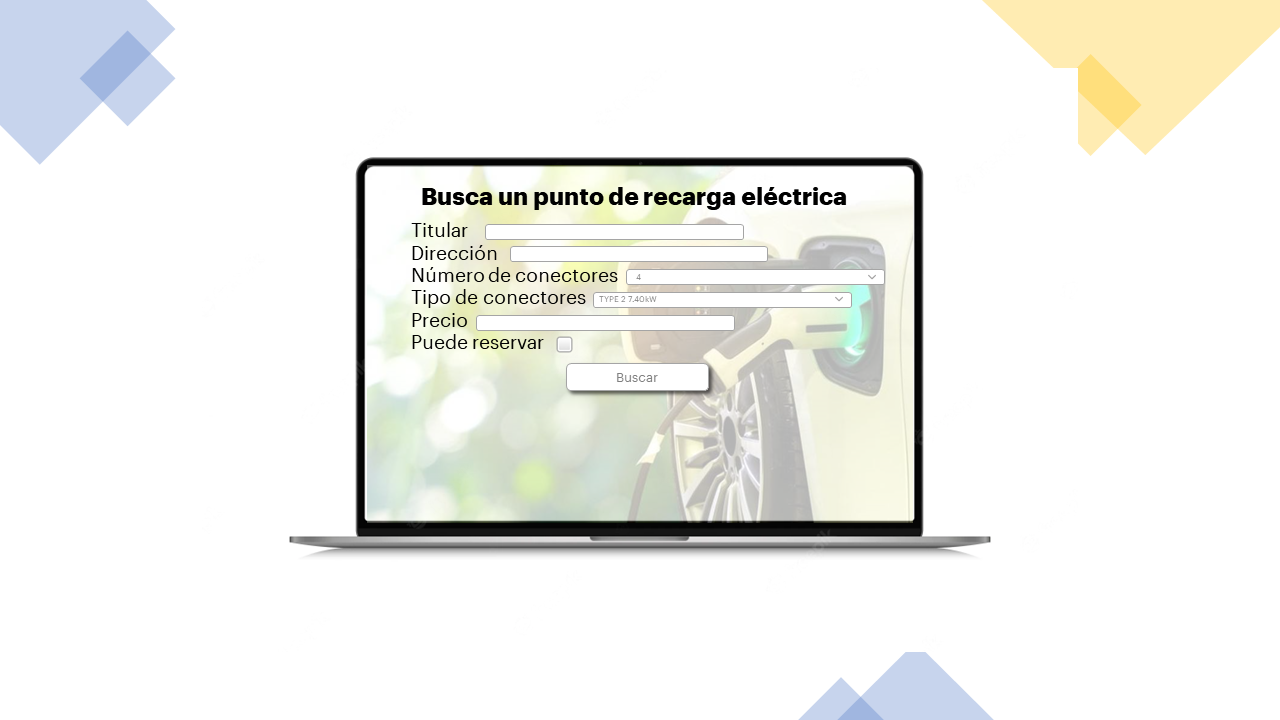 Busca un punto de recarga eléctrica
Titular
Dirección
Número de conectores 4
Tipo de conectores TYPE 2 7.40kW
Precio
Puede reservar
Buscar